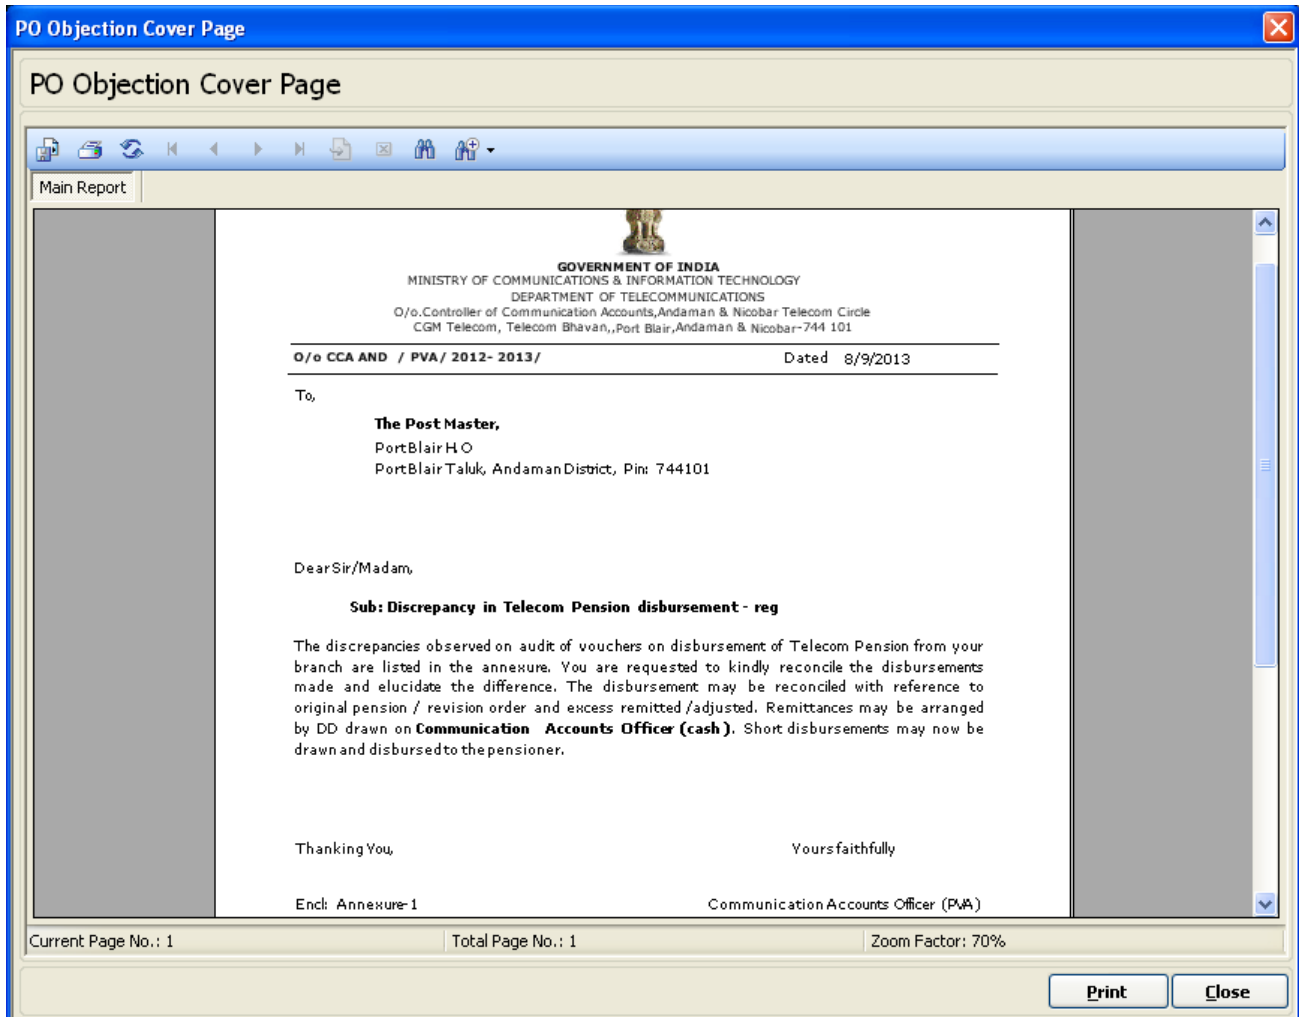 PO Objection Cover Page
PO Objection Cover Page
Main Report
GOVERNMENT OF INDIA
MINISTRY OF COMMUNICATIONS & INFORMATION TECHNOLOGY
DEPARTMENT OF TELECOMMUNICATIONS
O/o.Controller of Communication Accounts,Andaman & Nicobar Telecom Circle
CGM Telecom, Telecom Bhavan,,Port Blair,Andaman & Nicobar-744 101
O/o CCA AND / PVA/ 2012- 2013/ Dated 8/9/2013
To,
The Post Master,
PortBlair H.O
PortBlair Taluk, Andaman District, Pin: 744101
Dear Sir/Madam,
Sub: Discrepancy in Telecom Pension disbursement - reg
The discrepancies observed on audit of vouchers on disbursement of Telecom Pension from your
branch are listed in the annexure. You are requested to kindly reconcile the disbursements
made and elucidate the difference. The disbursement may be reconciled with reference to
original pension / revision order and excess remitted /adjusted. Remittances may be arranged
by DD drawn on Communication Accounts Officer (cash ). Short disbursements may now be
drawn and disbursed to the pensioner.
Thanking You, Yours faithfully
Encl: Annexure-1 Communication Accounts Officer (PVA)
Current Page No.: 1 Total Page No.: 1 Zoom Factor: 70%
Print Close